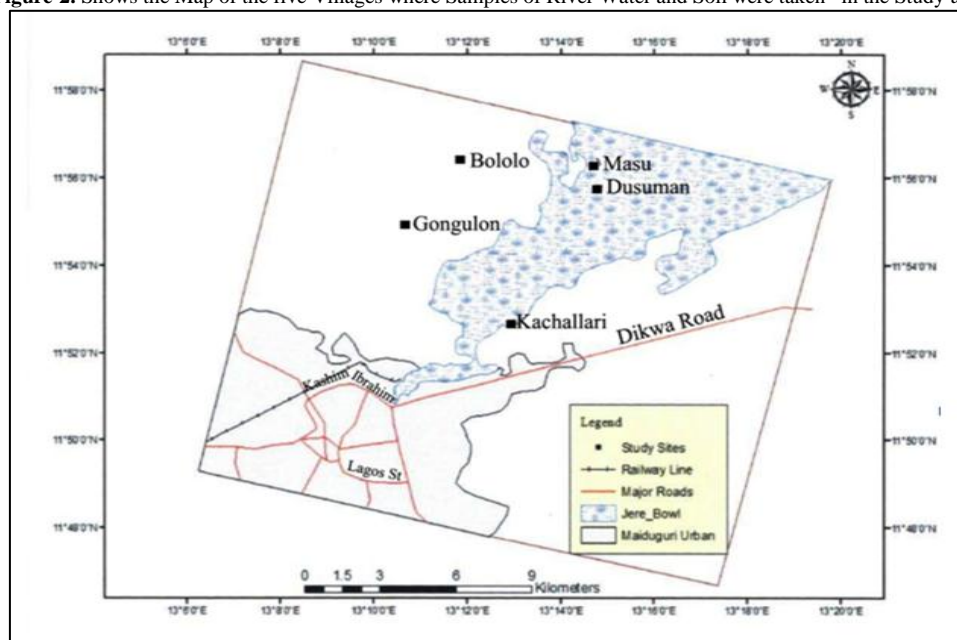 Figure 2. Shows the Map of the five Villages where Samples of River Water and Soil were taken in the Study
13°6'0"E 13°8'0"E 13°10'0"E 13°12'0"E 13°14'0"E 13°16'0"E 13°18'0"E 13°20'0"E
N
W E
S
11°58'0"N 11°58'0"N
Bololo
Masu
11°56'0"N 11°56'0"N
Dusuman
Gongulon
11°54'0"N 11°54'0"N
Kachallari
Dikwa Road
11°52'0"N 11°52'0"N
Kashim Ibrahim
Legend
11°50'0"N 11°50'0"N
Study Sites
Lagos St
Railway Line
Major Roads
Jere_Bowl
11°48'0"N 11°48'0"N
Maiduguri Urban
0 1.5 3 6 9
Kilometers
13°6'0"E 13°8'0"E 13°10'0"E 13°12'0"E 13°14'0"E 13°16'0"E 13°18'0"E 13°20'0"E